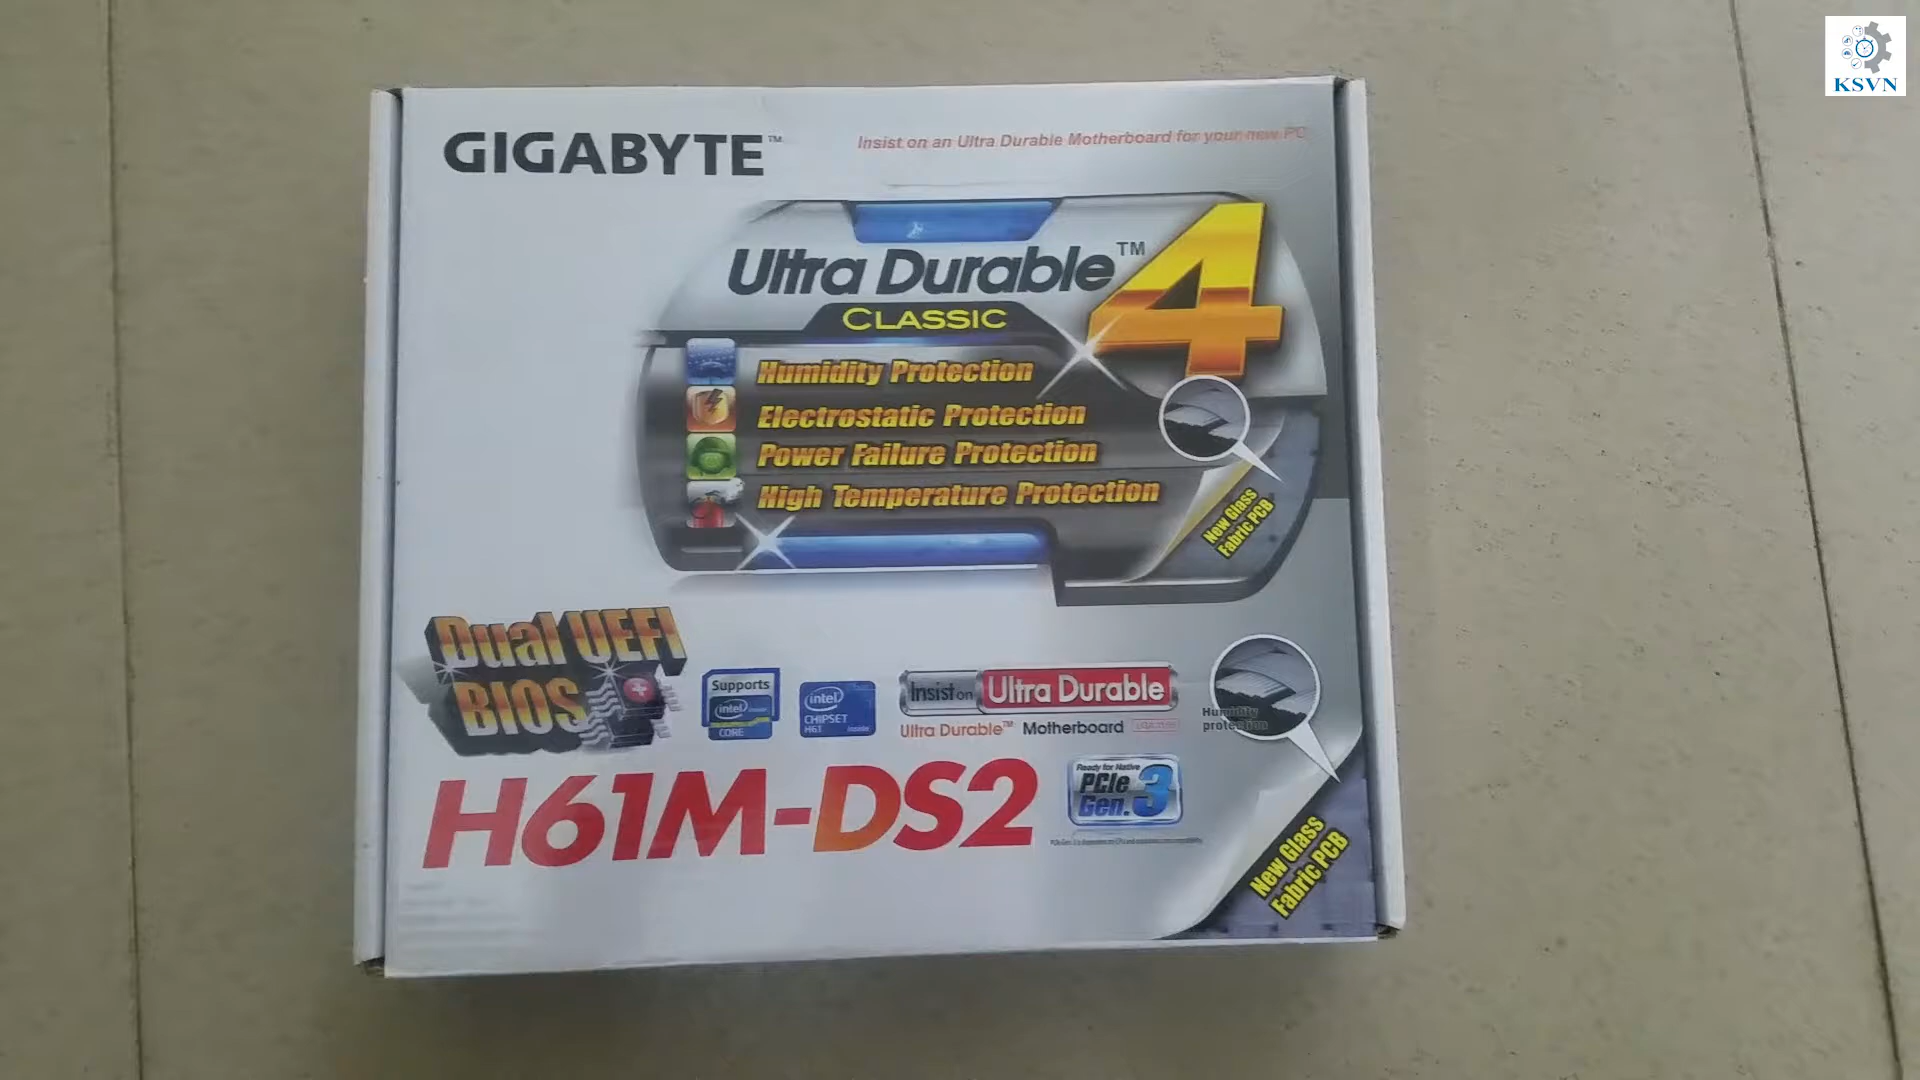 KSVN
GIGABYTE™
Insist on an Ultra Durable Motherboard for your new PC
Ultra Durable™ 4
CLASSIC
Humidity Protection
Electrostatic Protection
Power Failure Protection
High Temperature Protection
New Glass
Fabric PCB
Dual UEFI
BIOS
Supports
intel
CORE
intel
CHIPSET
H61 inside
Insist on Ultra Durable
Ultra Durable™ Motherboard
Humidity
protection
H61M-DS2
Ready for Native
PCIe
Gen. 3
New Glass
Fabric PCB